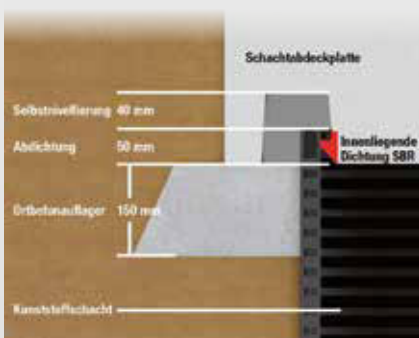 Schachtabdeckplatte
Selbstnivellierung 40 mm
Abdichtung 50 mm
Innenliegende
Dichtung SBR
Ortbetonauflager 150 mm
Kunststoffschacht